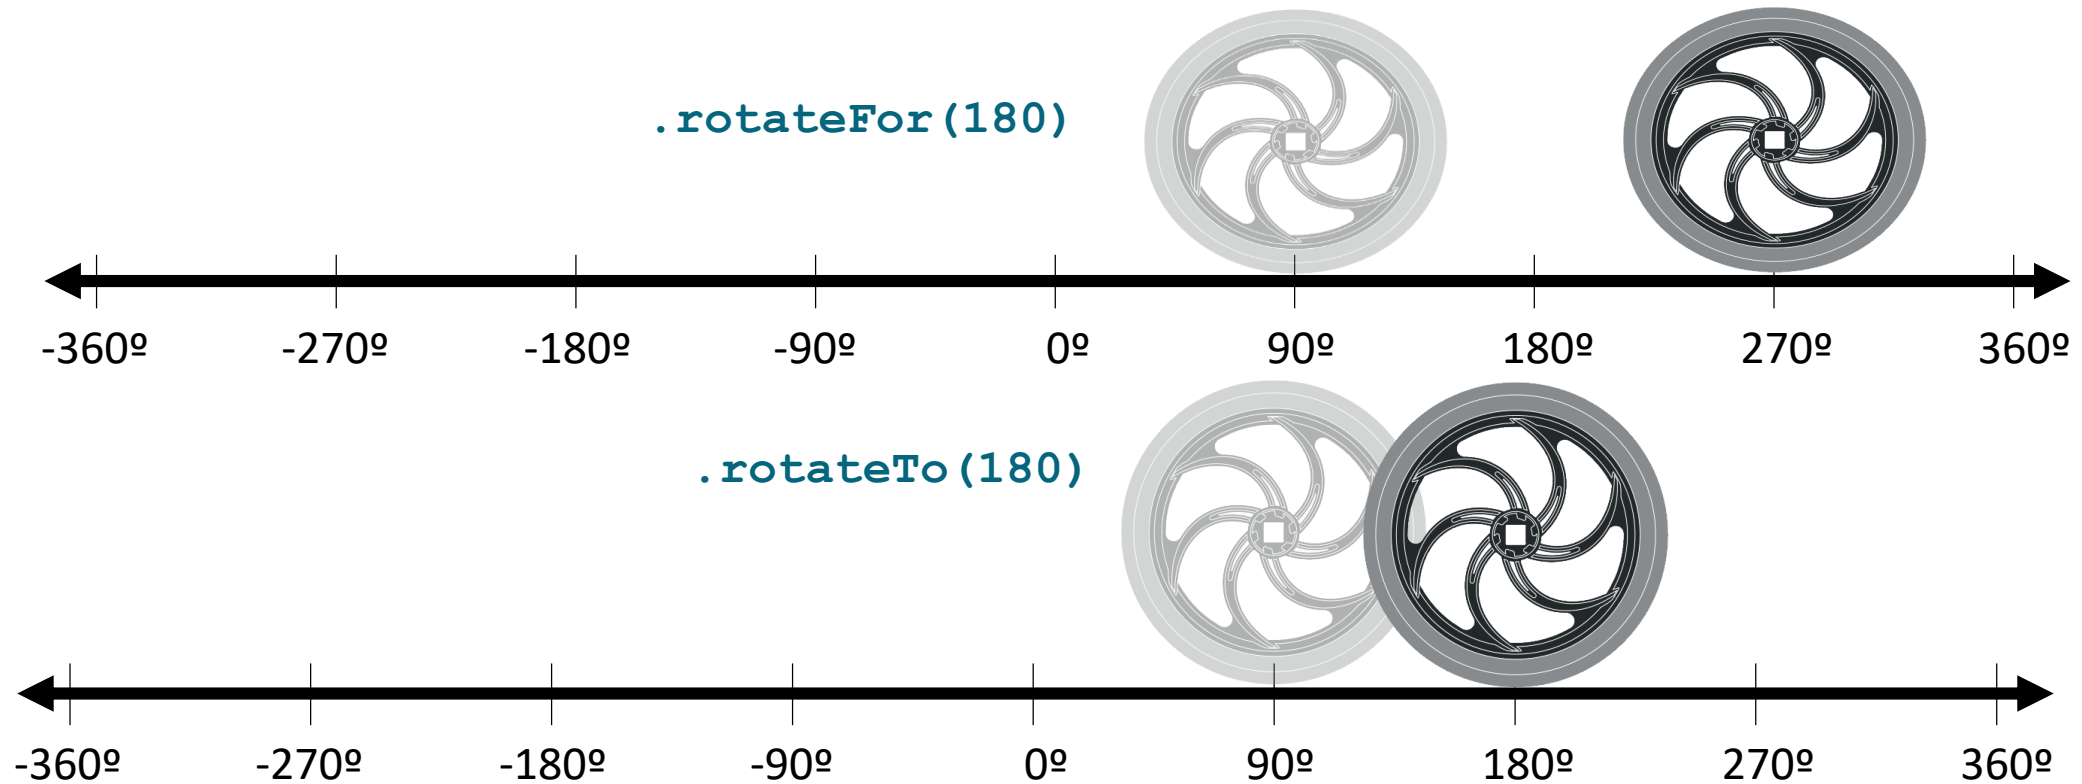 .rotateFor(180)
-360º -270º -180º -90º 0º 90º 180º 270º 360º
.rotateTo(180)
-360º -270º -180º -90º 0º 90º 180º 270º 360º